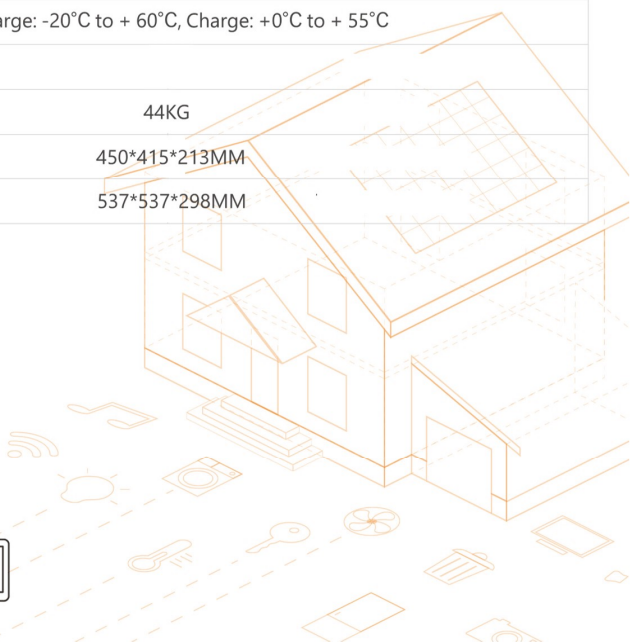 arge: -20°C to + 60°C, Charge: +0°C to + 55°C
44KG
450*415*213MM
537*537*298MM